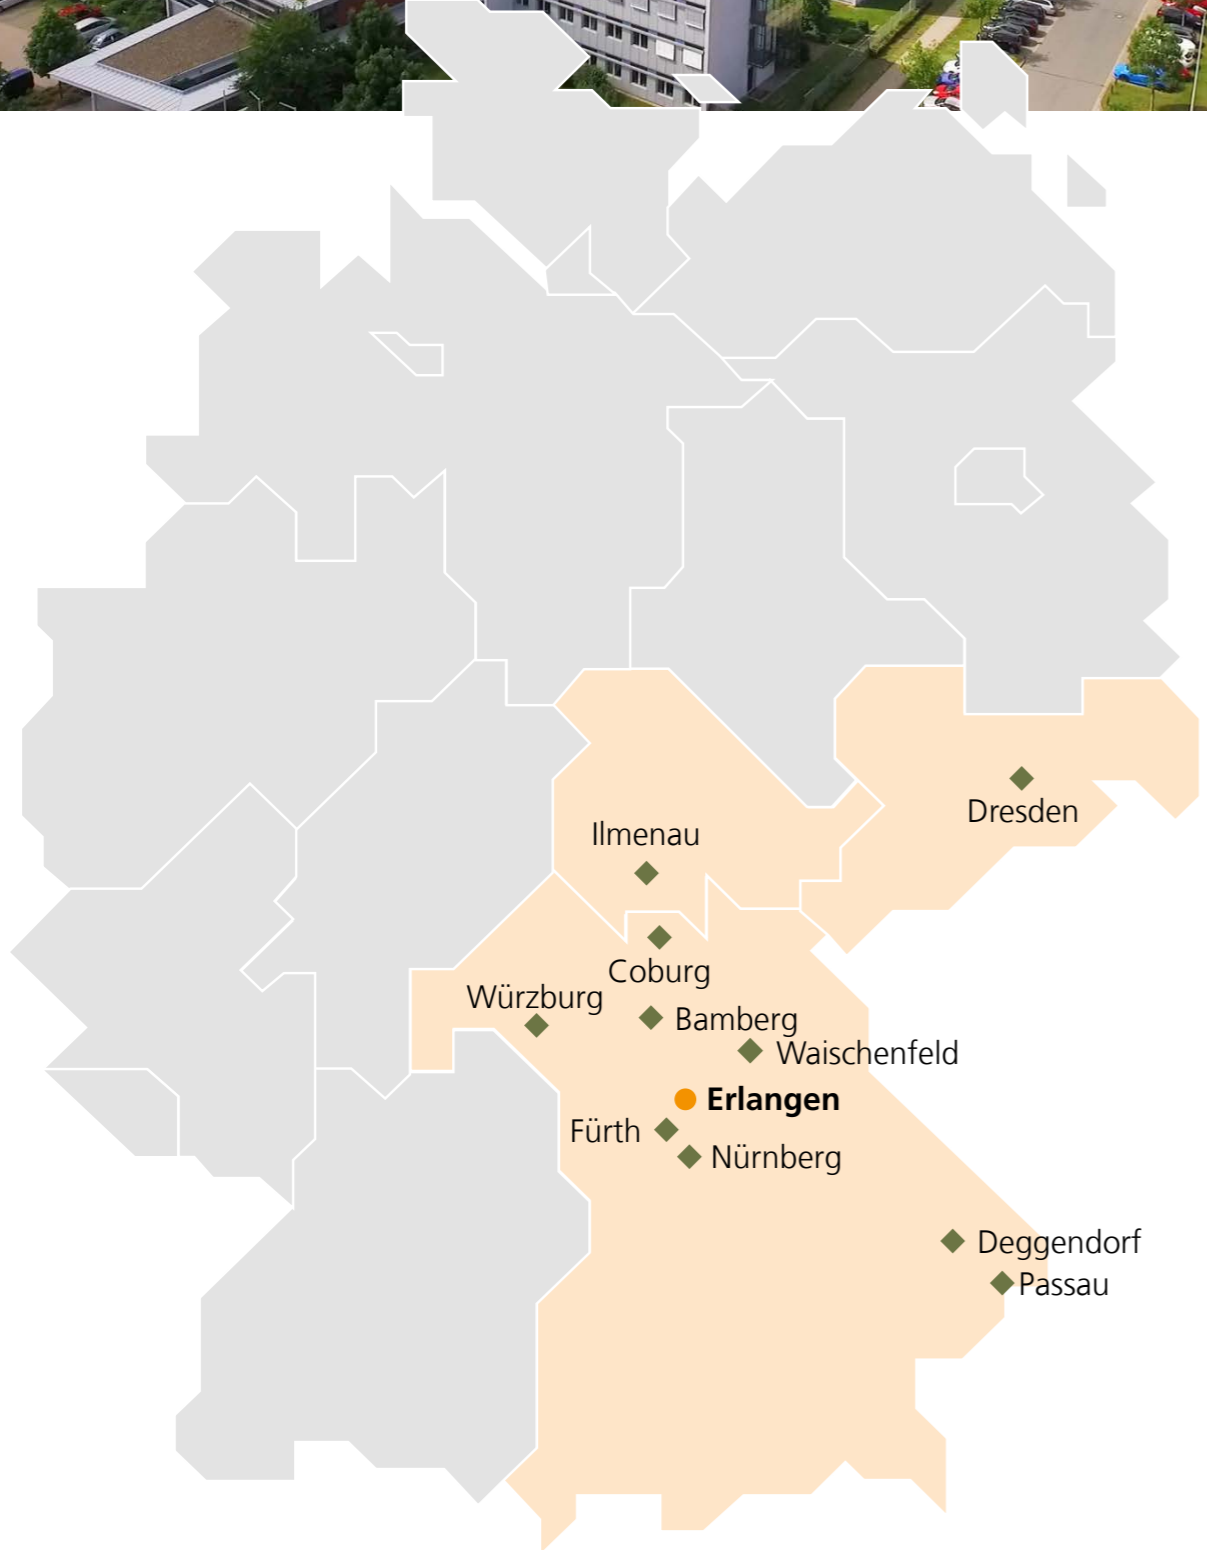 Dresden
Ilmenau
Coburg
Würzburg
Bamberg
Waischenfeld
Erlangen
Fürth
Nürnberg
Deggendorf
Passau